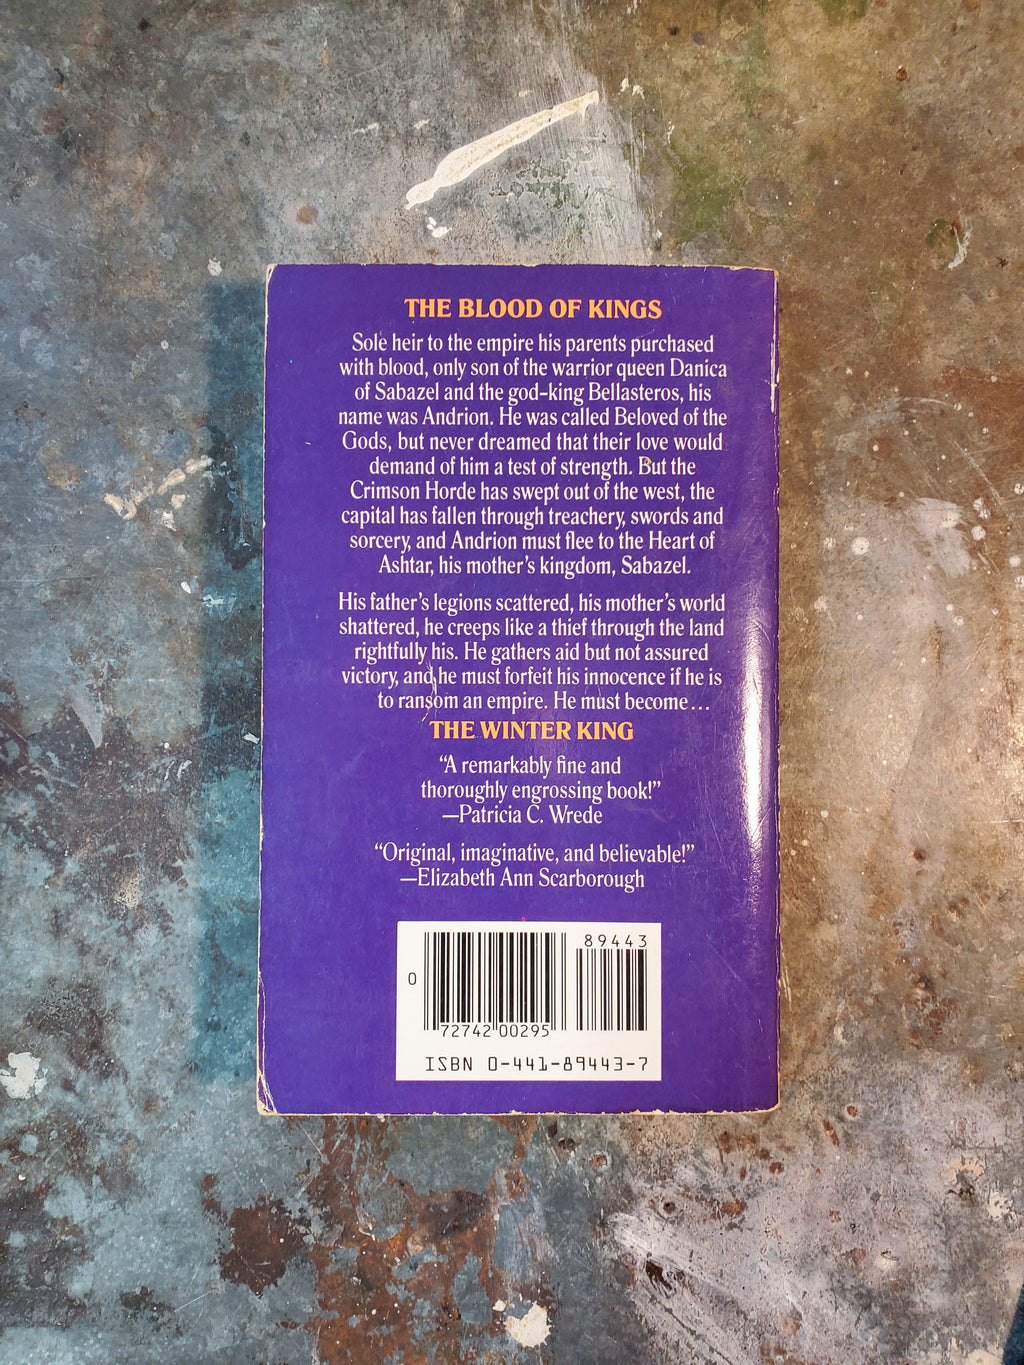 THE BLOOD OF KINGS
Sole heir to the empire his parents purchased
with blood, only son of the warrior queen Danica
of Sabazel and the god-king Bellasteros, his
name was Andrion. He was called Beloved of the
Gods, but never dreamed that their love would
demand of him a test of strength. But the
Crimson Horde has swept out of the west, the
capital has fallen through treachery, swords and
sorcery, and Andrion must flee to the Heart of
Ashtar, his mother's kingdom, Sabazel.
His father's legions scattered, his mother's world
shattered, he creeps like a thief through the land
rightfully his. He gathers aid but not assured
victory, and he must forfeit his innocence if he is
to ransom an empire. He must become...
THE WINTER KING
“A remarkably fine and
thoroughly engrossing book!”
—Patricia C. Wrede
“Original, imaginative, and believable!”
—Elizabeth Ann Scarborough
89443
0
72742 00295
ISBN 0-441-89443-7